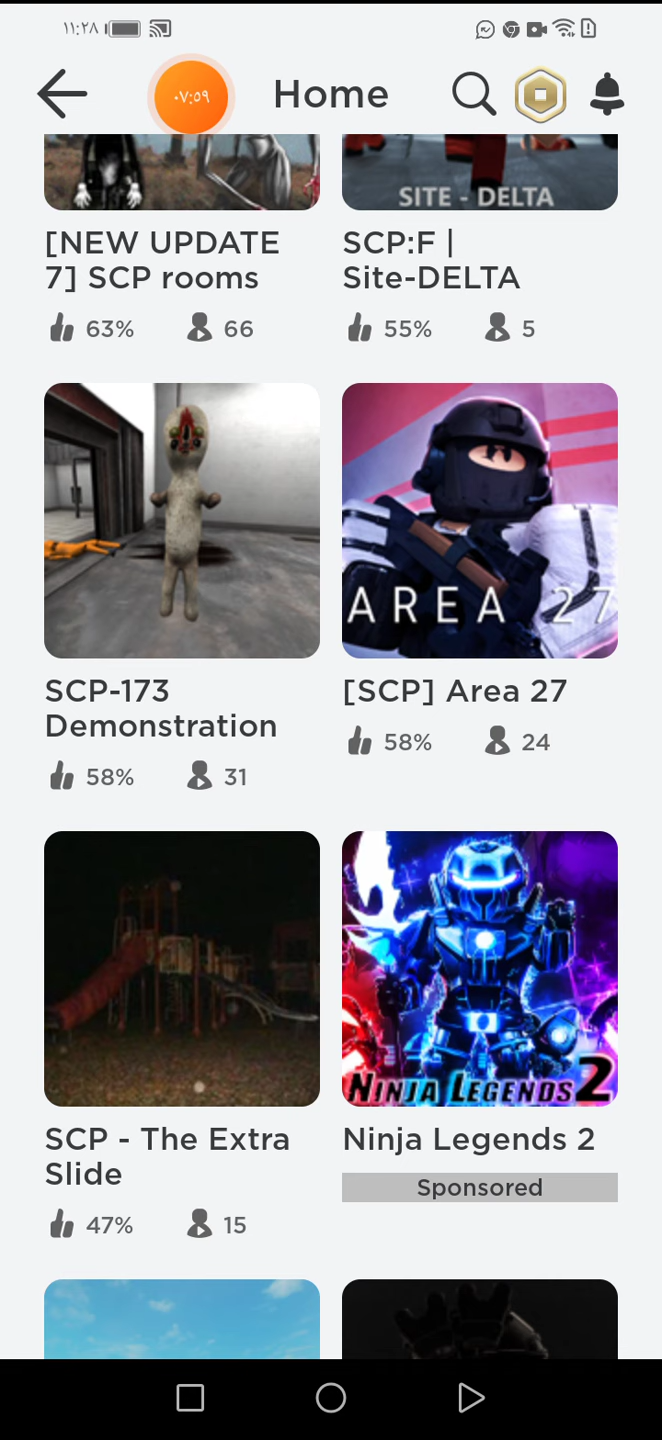 ١١:٢٨
٠٧:٥٩
Home
SITE - DELTA
[NEW UPDATE
7] SCP rooms
63% 66
SCP:F |
Site-DELTA
55% 5
AREA 27
SCP-173
Demonstration
58% 31
[SCP] Area 27
58% 24
NINJA LEGENDS 2
SCP - The Extra
Slide
47% 15
Ninja Legends 2
Sponsored